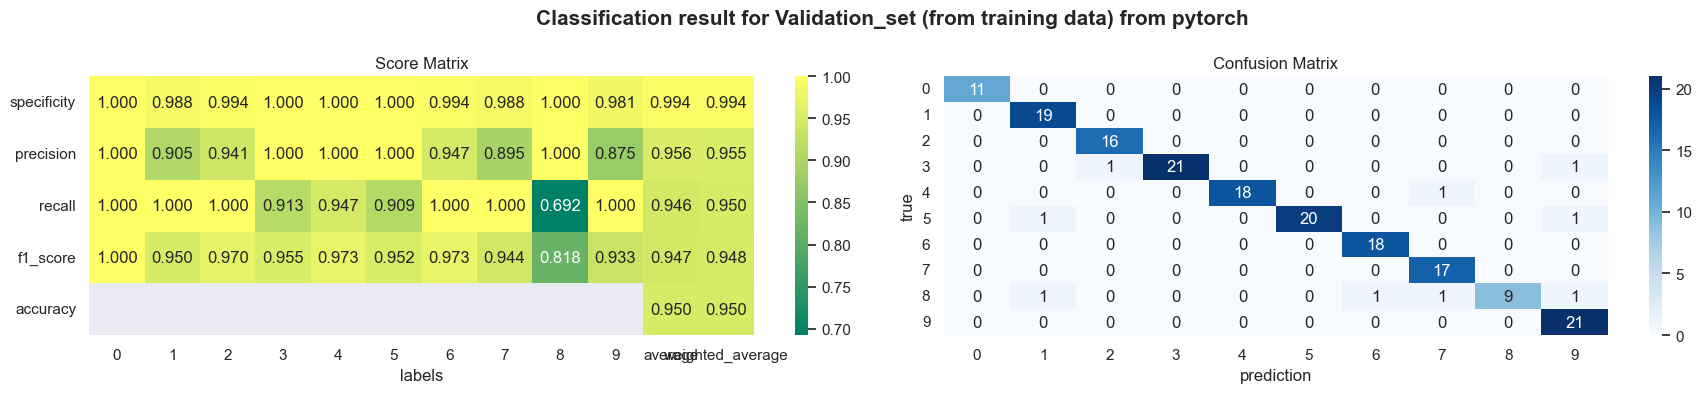 Classification result for Validation_set (from training data) from pytorch
Score Matrix
specificity 1.000 0.988 0.994 1.000 1.000 1.000 0.994 0.988 1.000 0.981 0.994 0.994
precision 1.000 0.905 0.941 1.000 1.000 1.000 0.947 0.895 1.000 0.875 0.956 0.955
recall 1.000 1.000 1.000 0.913 0.947 0.909 1.000 1.000 0.692 1.000 0.946 0.950
f1_score 1.000 0.950 0.970 0.955 0.973 0.952 0.973 0.944 0.818 0.933 0.947 0.948
accuracy 0.950 0.950
0 1 2 3 4 5 6 7 8 9 average weighted_average
labels
1.00
0.95
0.90
0.85
0.80
0.75
0.70
Confusion Matrix
true
0 11 0 0 0 0 0 0 0 0 0
1 0 19 0 0 0 0 0 0 0 0
2 0 0 16 0 0 0 0 0 0 0
3 0 0 1 21 0 0 0 0 0 1
4 0 0 0 0 18 0 0 1 0 0
5 0 1 0 0 0 20 0 0 0 1
6 0 0 0 0 0 0 18 0 0 0
7 0 0 0 0 0 0 0 17 0 0
8 0 1 0 0 0 0 1 1 9 1
9 0 0 0 0 0 0 0 0 0 21
0 1 2 3 4 5 6 7 8 9
prediction
20
15
10
5
0